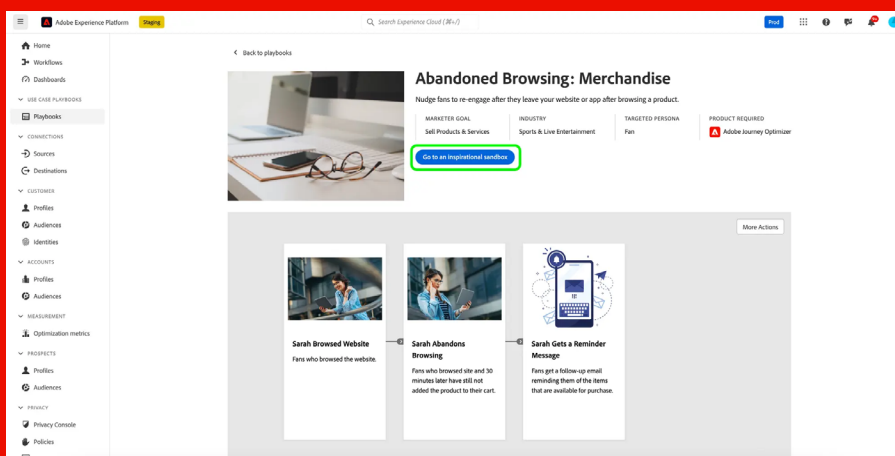 Adobe Experience Platform
Staging
Search Experience Cloud (⌘+/)
Prod
Home
Workflows
Dashboards
USE CASE PLAYBOOKS
Playbooks
CONNECTIONS
Sources
Destinations
CUSTOMER
Profiles
Audiences
Identities
ACCOUNTS
Profiles
Audiences
MEASUREMENT
Optimization metrics
PROSPECTS
Profiles
Audiences
PRIVACY
Privacy Console
Policies
Back to playbooks
Abandoned Browsing: Merchandise
Nudge fans to re-engage after they leave your website or app after browsing a product.
MARKETER GOAL
Sell Products & Services
INDUSTRY
Sports & Live Entertainment
TARGETED PERSONA
Fan
PRODUCT REQUIRED
Adobe Journey Optimizer
Go to an inspirational sandbox
More Actions
Sarah Browsed Website
Fans who browsed the website.
Sarah Abandons
Browsing
Fans who browsed site and 30
minutes later have still not
added the product to their cart.
Sarah Gets a Reminder
Message
Fans get a follow-up email
reminding them of the items
that are available for purchase.